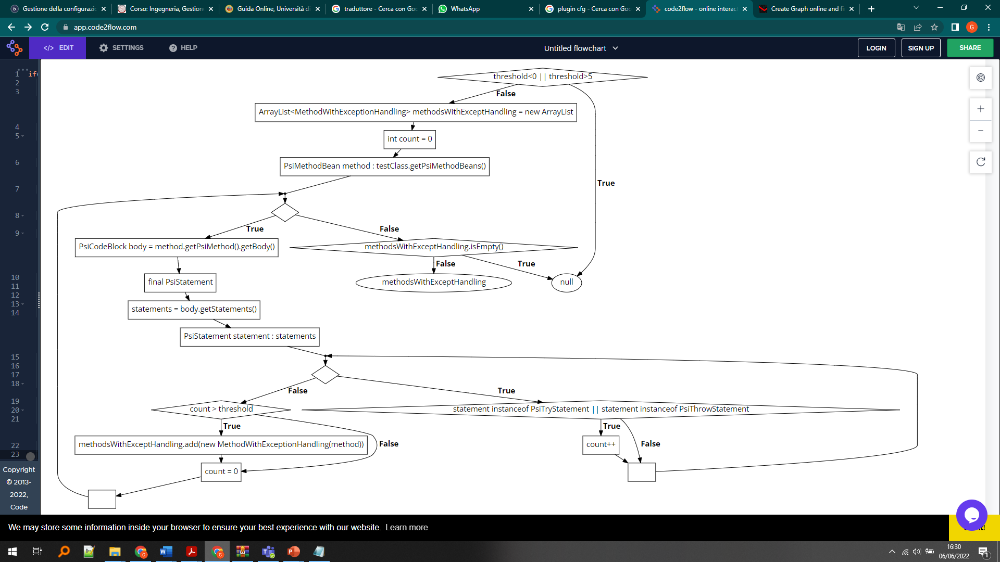 Gestione della configurazi
Corso: Ingegneria, Gestion
Guida Online, Università di
traduttore - Cerca con Goo
WhatsApp
plugin cfg - Cerca con Goo
code2flow - online interac
Create Graph online and fi
app.code2flow.com
G
</> EDIT
SETTINGS
? HELP
Untitled flowchart
LOGIN
SIGN UP
SHARE
1 if(
2
3
4
5
6
7
8
9
10
11
12
13
14
15
16
17
18
19
20
21
22
23
threshold<0 || threshold>5
False
ArrayList<MethodWithExceptionHandling> methodsWithExceptHandling = new ArrayList
int count = 0
PsiMethodBean method : testClass.getPsiMethodBeans()
True
True
False
PsiCodeBlock body = method.getPsiMethod().getBody()
methodsWithExceptHandling.isEmpty()
False
True
final PsiStatement
methodsWithExceptHandling
null
statements = body.getStatements()
PsiStatement statement : statements
False
True
count > threshold
statement instanceof PsiTryStatement || statement instanceof PsiThrowStatement
True
True
methodsWithExceptHandling.add(new MethodWithExceptionHandling(method))
False
count++
False
count = 0
Copyright
© 2013-
2022,
Code
We may store some information inside your browser to ensure your best experience with our website. Learn more
16:30
06/06/2022
1